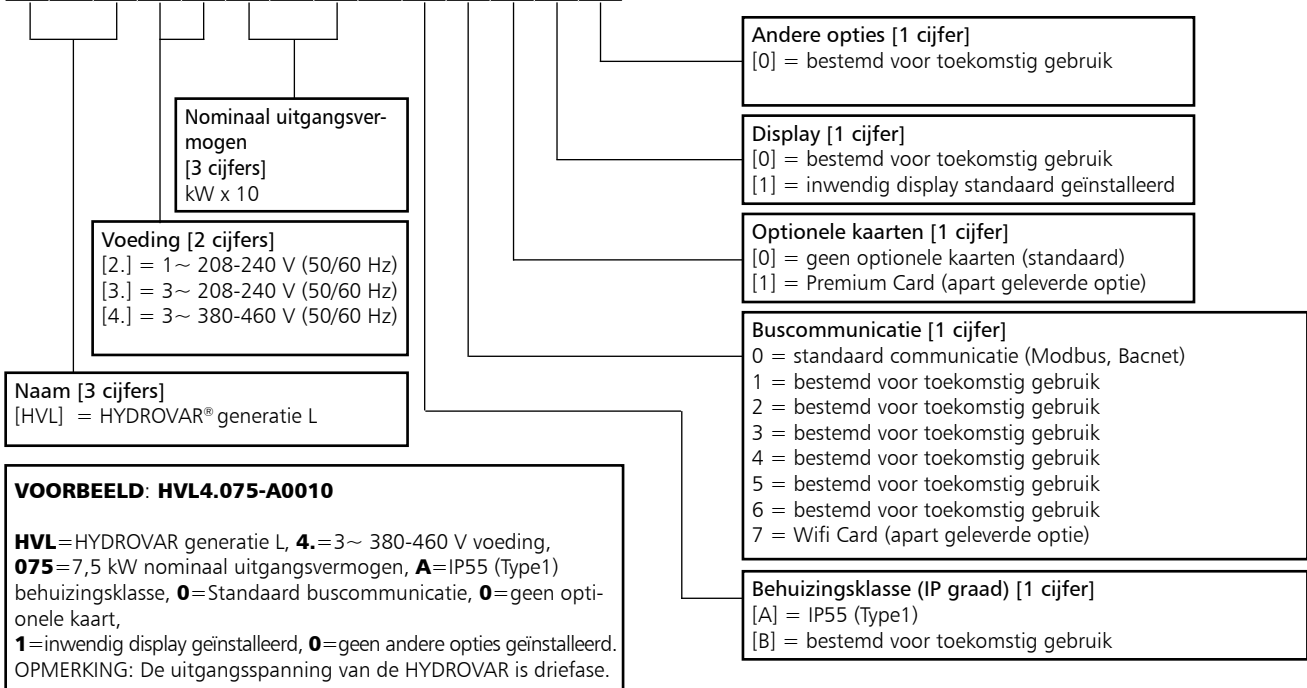 Nominaal uitgangsver-
mogen
[3 cijfers]
kW x 10
Voeding [2 cijfers]
[2.] = 1~ 208-240 V (50/60 Hz)
[3.] = 3~ 208-240 V (50/60 Hz)
[4.] = 3~ 380-460 V (50/60 Hz)
Naam [3 cijfers]
[HVL] = HYDROVAR® generatie L
VOORBEELD: HVL4.075-A0010
HVL=HYDROVAR generatie L, 4.=3~ 380-460 V voeding,
075=7,5 kW nominaal uitgangsvermogen, A=IP55 (Type1)
behuizingsklasse, 0=Standaard buscommunicatie, 0=geen opti-
onele kaart,
1=inwendig display geïnstalleerd, 0=geen andere opties geïnstalleerd.
OPMERKING: De uitgangsspanning van de HYDROVAR is driefase.
Andere opties [1 cijfer]
[0] = bestemd voor toekomstig gebruik
Display [1 cijfer]
[0] = bestemd voor toekomstig gebruik
[1] = inwendig display standaard geïnstalleerd
Optionele kaarten [1 cijfer]
[0] = geen optionele kaarten (standaard)
[1] = Premium Card (apart geleverde optie)
Buscommunicatie [1 cijfer]
0 = standaard communicatie (Modbus, Bacnet)
1 = bestemd voor toekomstig gebruik
2 = bestemd voor toekomstig gebruik
3 = bestemd voor toekomstig gebruik
4 = bestemd voor toekomstig gebruik
5 = bestemd voor toekomstig gebruik
6 = bestemd voor toekomstig gebruik
7 = Wifi Card (apart geleverde optie)
Behuizingsklasse (IP graad) [1 cijfer]
[A] = IP55 (Type1)
[B] = bestemd voor toekomstig gebruik